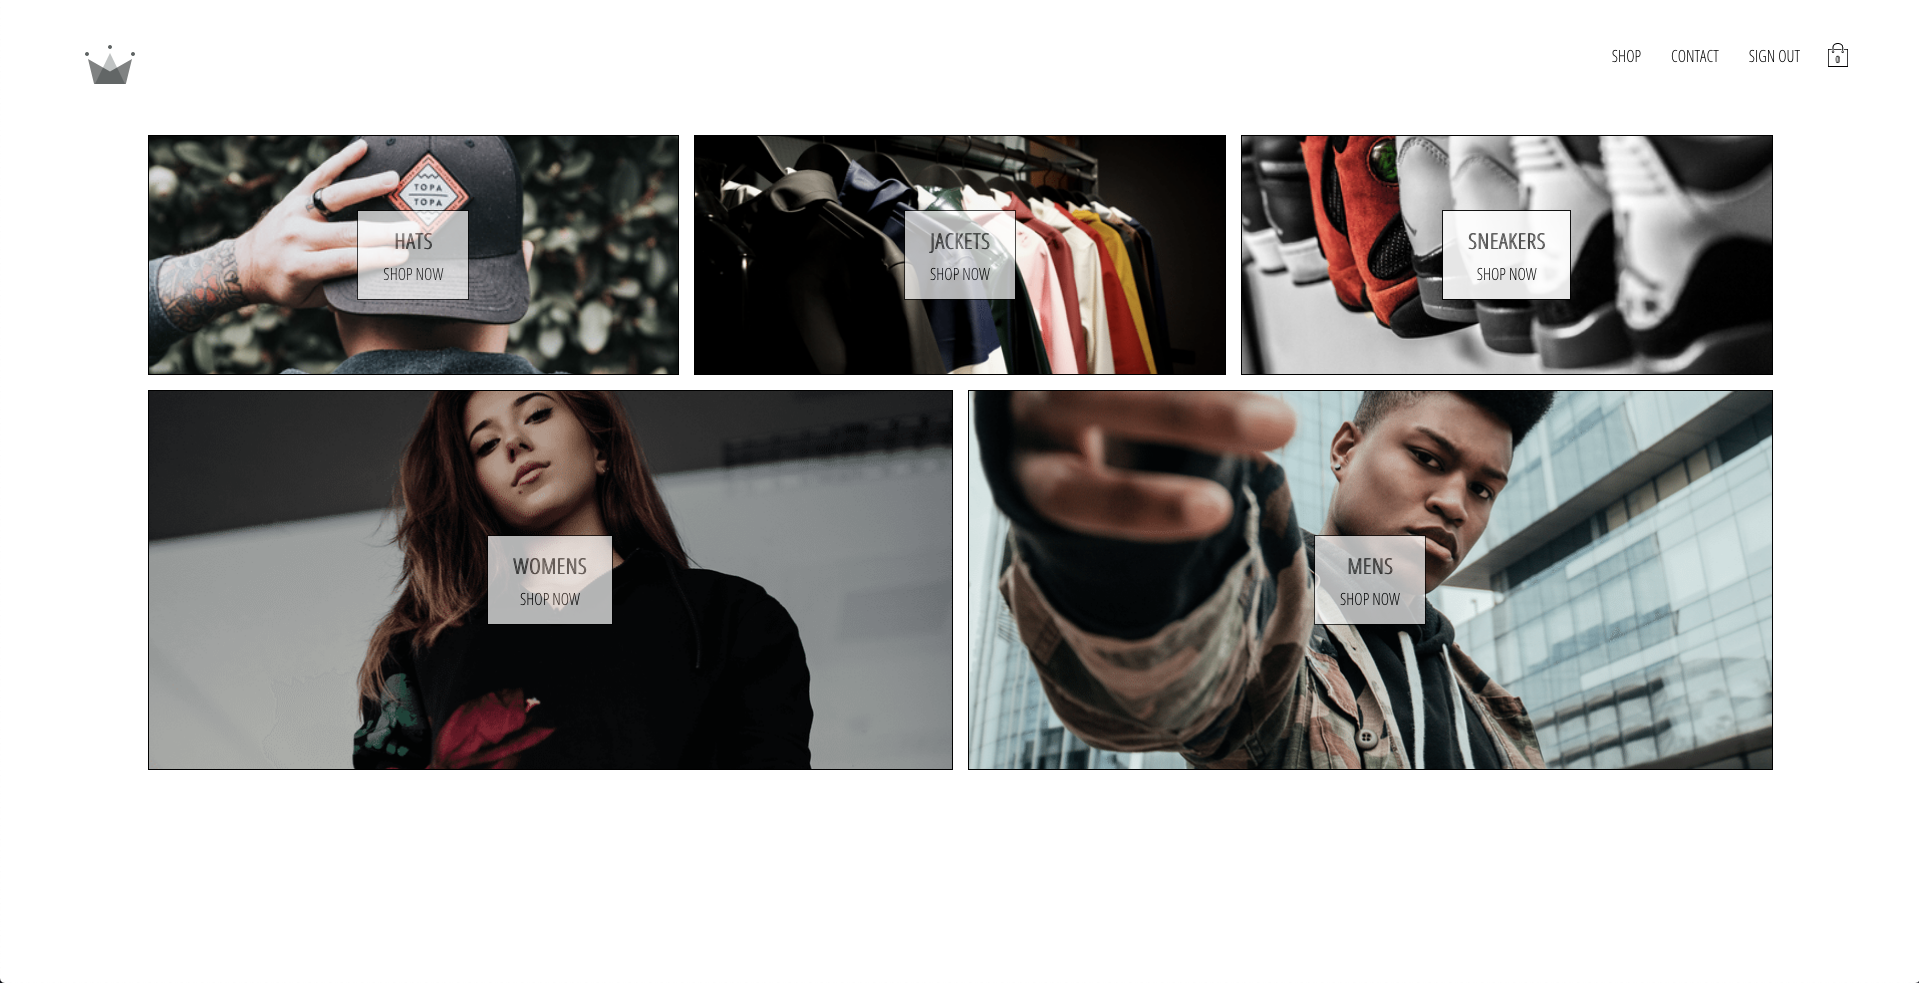 SHOP
CONTACT
SIGN OUT
0
TOPA
TOPA
HATS
SHOP NOW
JACKETS
SHOP NOW
SNEAKERS
SHOP NOW
WOMENS
SHOP NOW
MENS
SHOP NOW